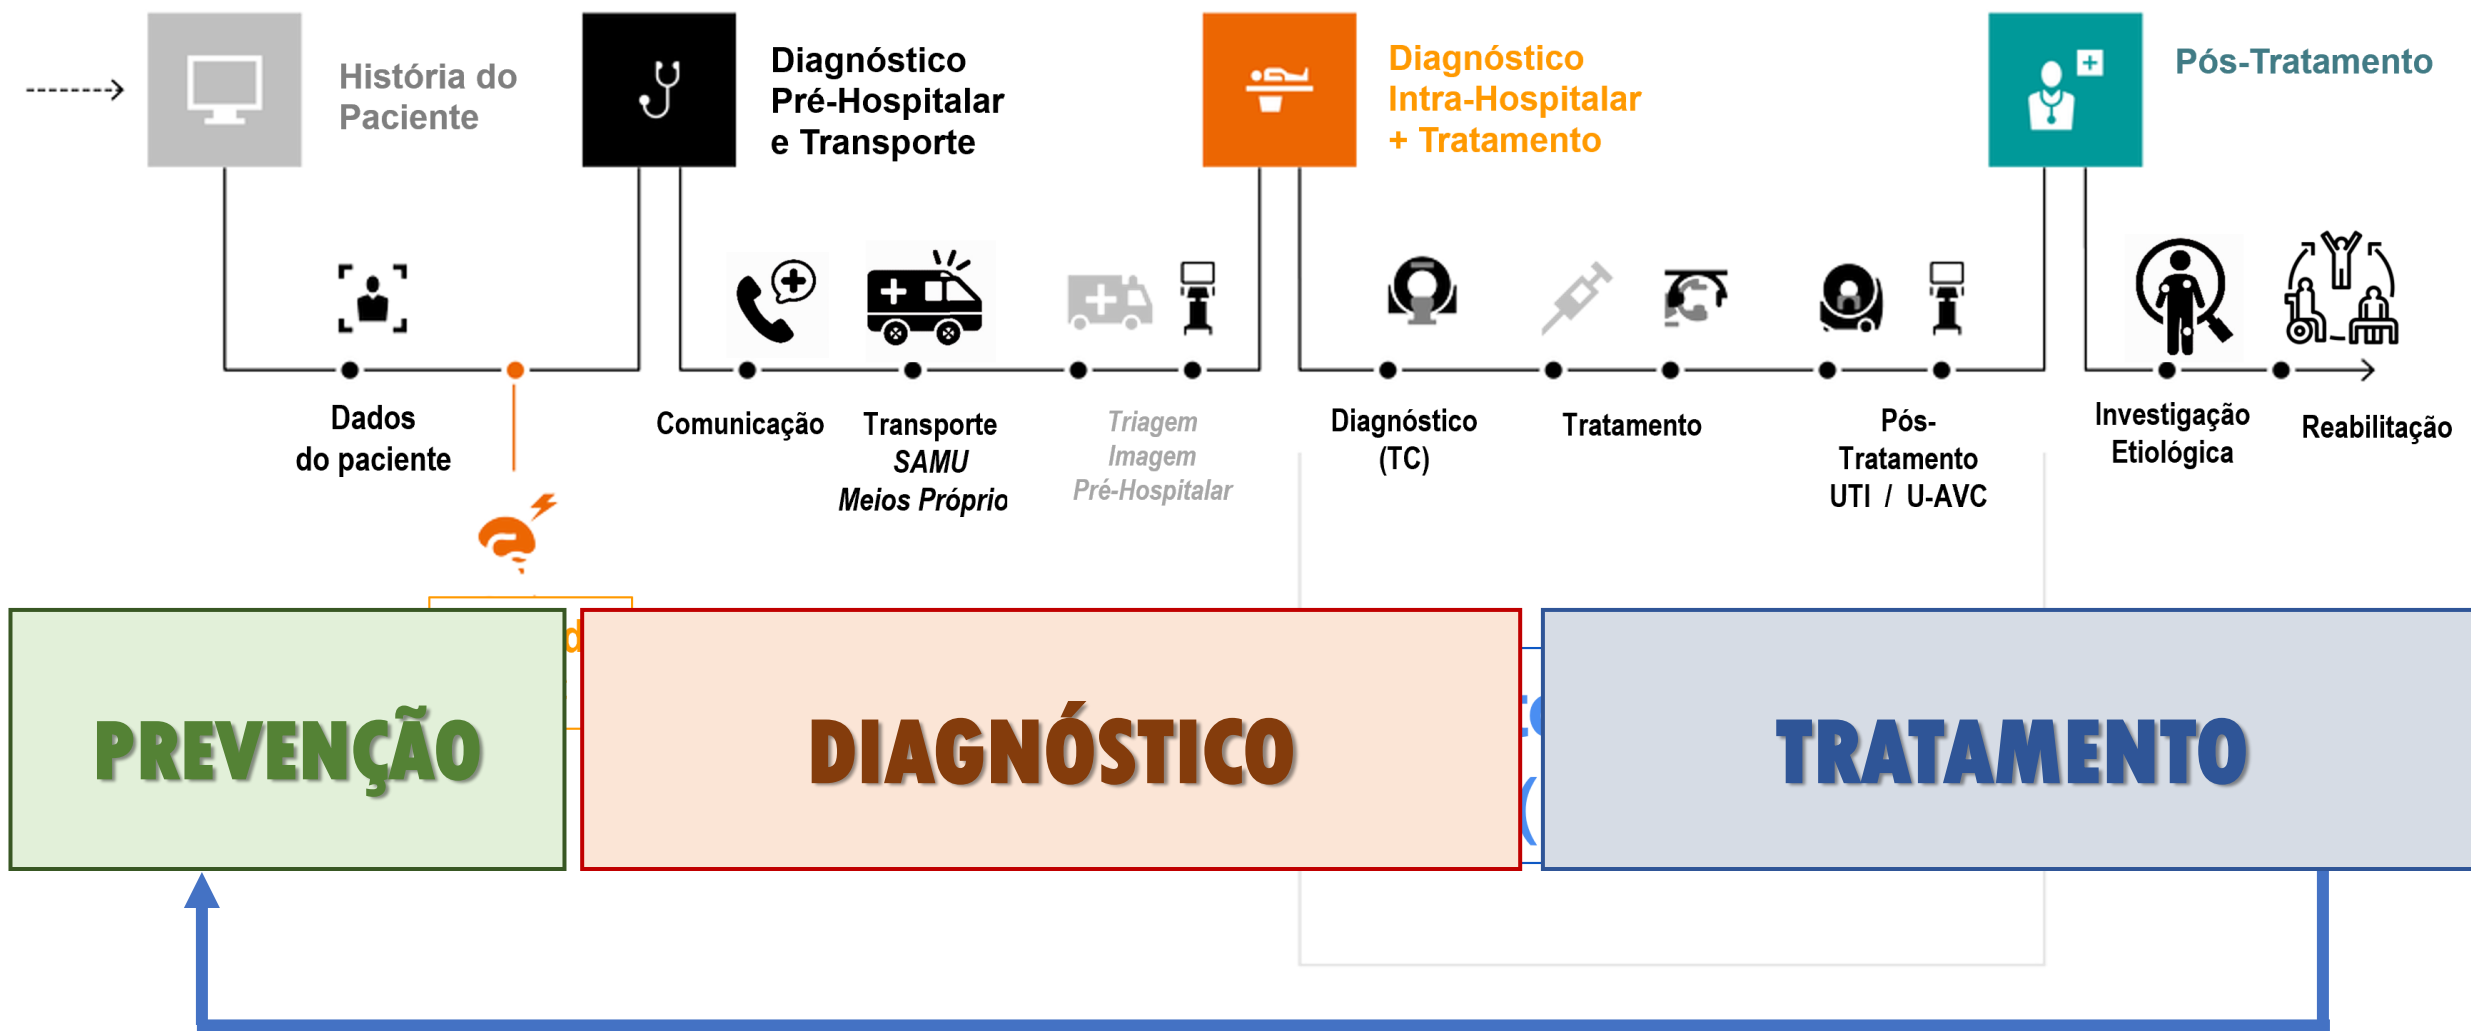 História do
Paciente
Diagnóstico
Pré-Hospitalar
e Transporte
Diagnóstico
Intra-Hospitalar
+ Tratamento
Pós-Tratamento
Dados
do paciente
Comunicação
Transporte
SAMU
Meios Próprio
Triagem
Imagem
Pré-Hospitalar
Diagnóstico
(TC)
Tratamento
Pós-
Tratamento
UTI / U-AVC
Investigação
Etiológica
Reabilitação
PREVENÇÃO
DIAGNÓSTICO
TRATAMENTO